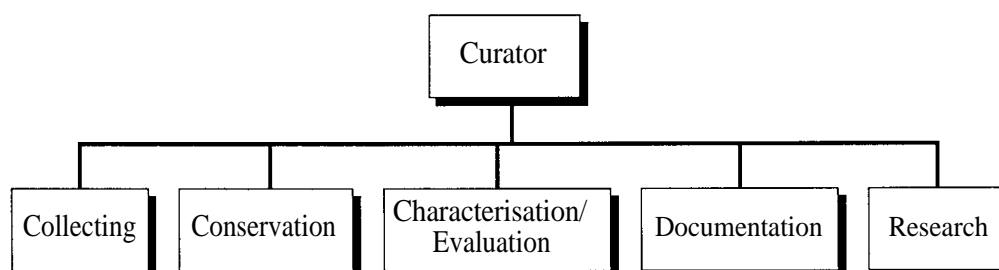 Curator
Collecting
Conservation
Characterisation/
Evaluation
Documentation
Research